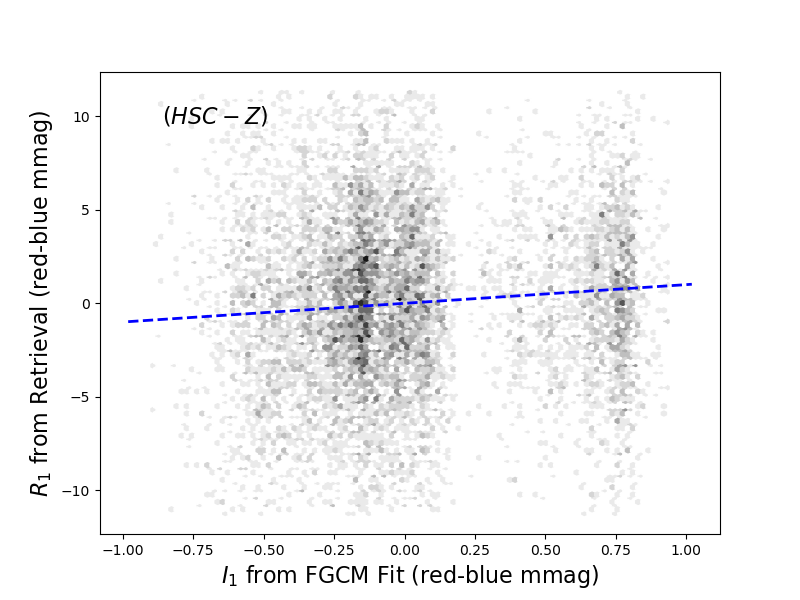 (HSC − Z)
10
5
0
−5
−10
R₁ from Retrieval (red-blue mmag)
−1.00 −0.75 −0.50 −0.25 0.00 0.25 0.50 0.75 1.00
I₁ from FGCM Fit (red-blue mmag)